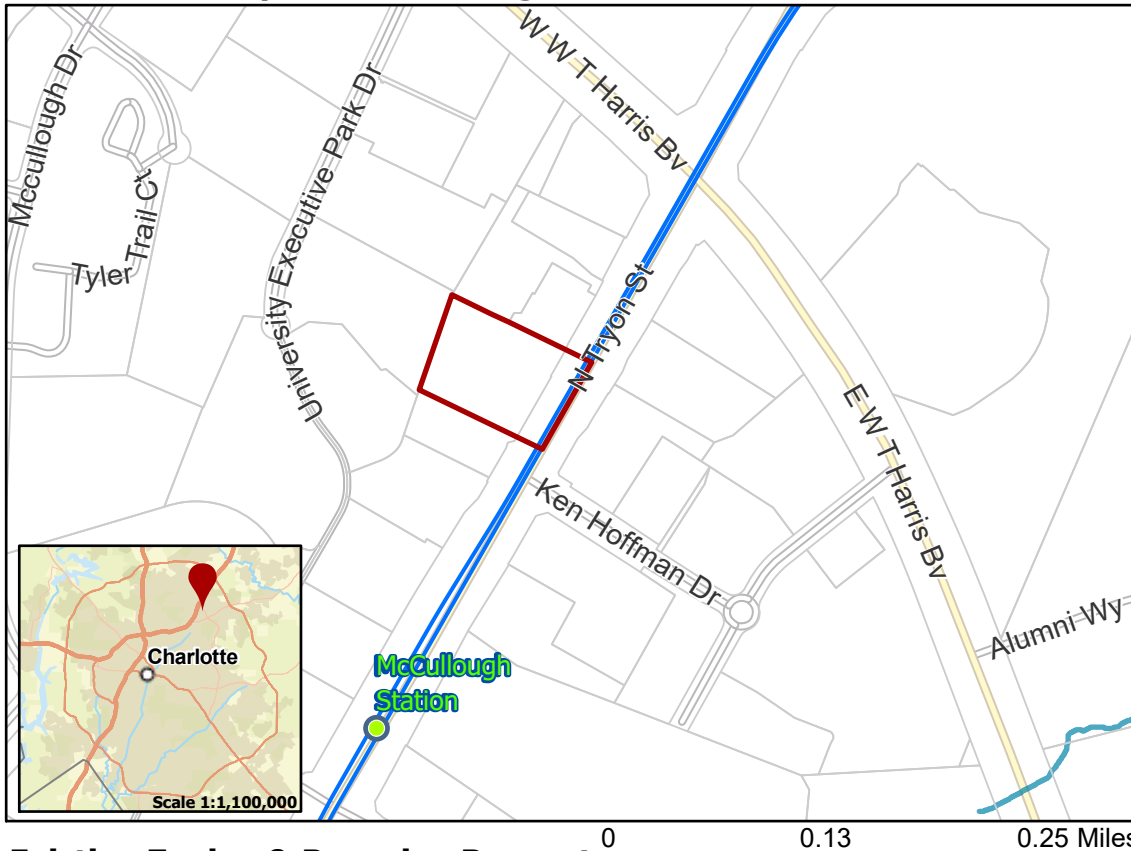 W W T Harris Bv
Mccullough Dr
University Executive Park Dr
Trail Ct
Tyler
N Tryon St
E W T Harris Bv
Ken Hoffman Dr
Alumni Wy
McCullough
Station
Charlotte
Scale 1:1,100,000
0 0.13 0.25 Miles